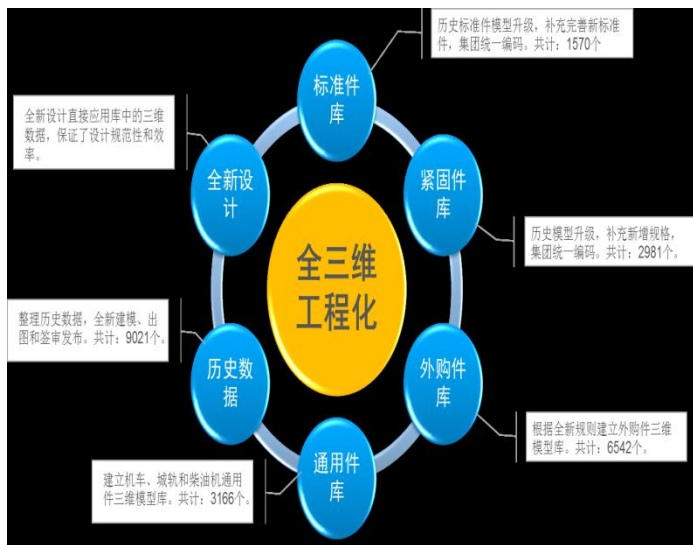 历史标准件模型升级，补充完善新标准
件，集团统一编码。共计：1570个
标准件
库
全新设计直接应用库中的三维
数据，保证了设计规范性和效
率。
全新设
计
紧固件
库
历史模型升级，补充新增规格，
集团统一编码。共计：2981个。
全三维
工程化
整理历史数据，全新建模、出
图和签审发布。共计：9021个。
历史数
据
外购件
库
根据全新规则建立外购件三维
模型库。共计：6542个。
通用件
库
建立机车、城轨和柴油机通用
件三维模型库。共计：3166个。